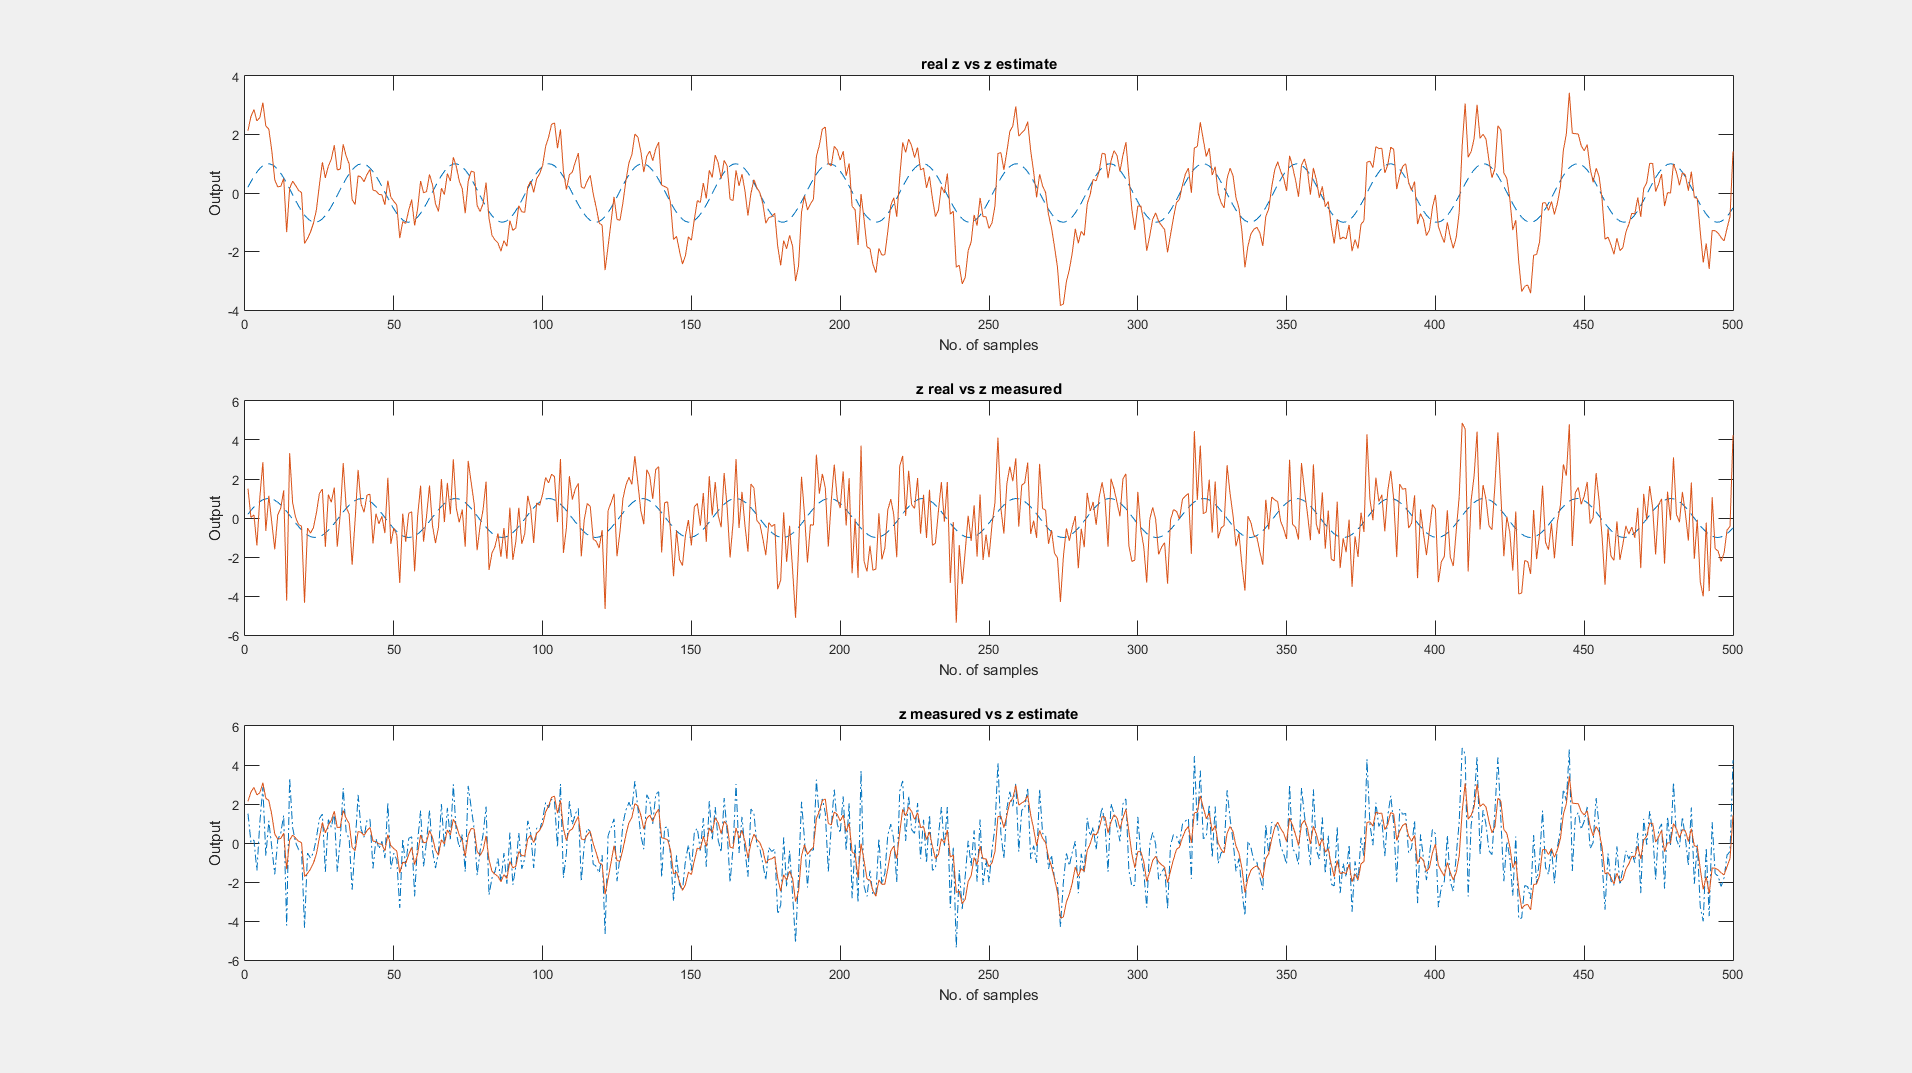 real z vs z estimate
4
2
0
-2
-4
Output
0 50 100 150 200 250 300 350 400 450 500
No. of samples
z real vs z measured
6
4
2
0
-2
-4
-6
Output
0 50 100 150 200 250 300 350 400 450 500
No. of samples
z measured vs z estimate
6
4
2
0
-2
-4
-6
Output
0 50 100 150 200 250 300 350 400 450 500
No. of samples